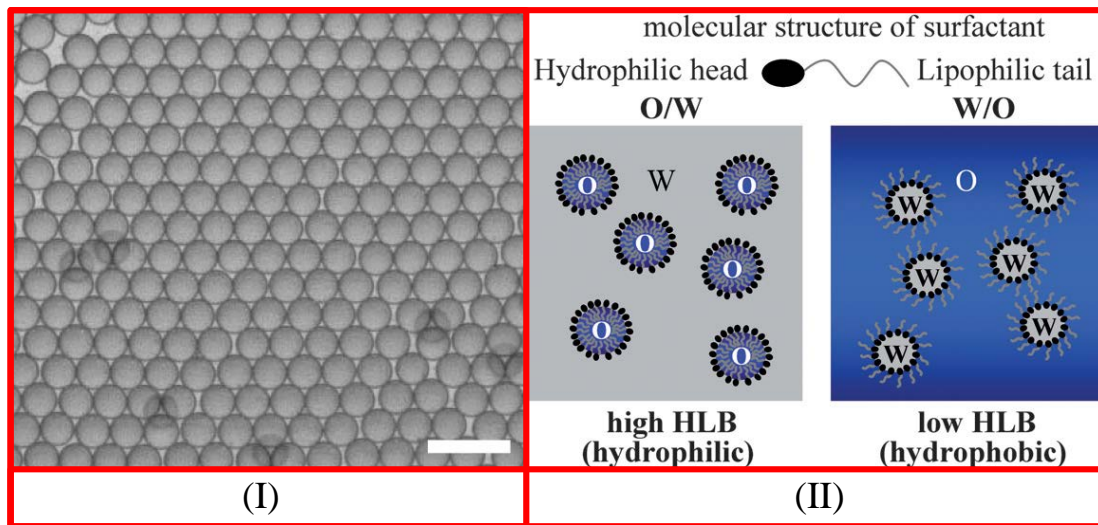 molecular structure of surfactant
Hydrophilic head Lipophilic tail
O/W W/O
O W O
O
O
O
O
O
W W
W W
W
W
high HLB low HLB
(hydrophilic) (hydrophobic)
(I) (II)